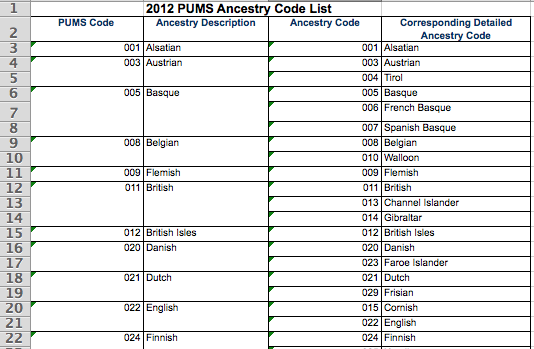 1 2012 PUMS Ancestry Code List
2 PUMS Code Ancestry Description Ancestry Code Corresponding Detailed
Ancestry Code
3 001 Alsatian 001 Alsatian
4 003 Austrian 003 Austrian
5 004 Tirol
6 005 Basque 005 Basque
7 006 French Basque
8 007 Spanish Basque
9 008 Belgian 008 Belgian
10 010 Walloon
11 009 Flemish 009 Flemish
12 011 British 011 British
13 013 Channel Islander
14 014 Gibraltar
15 012 British Isles 012 British Isles
16 020 Danish 020 Danish
17 023 Faroe Islander
18 021 Dutch 021 Dutch
19 029 Frisian
20 022 English 015 Cornish
21 022 English
22 024 Finnish 024 Finnish